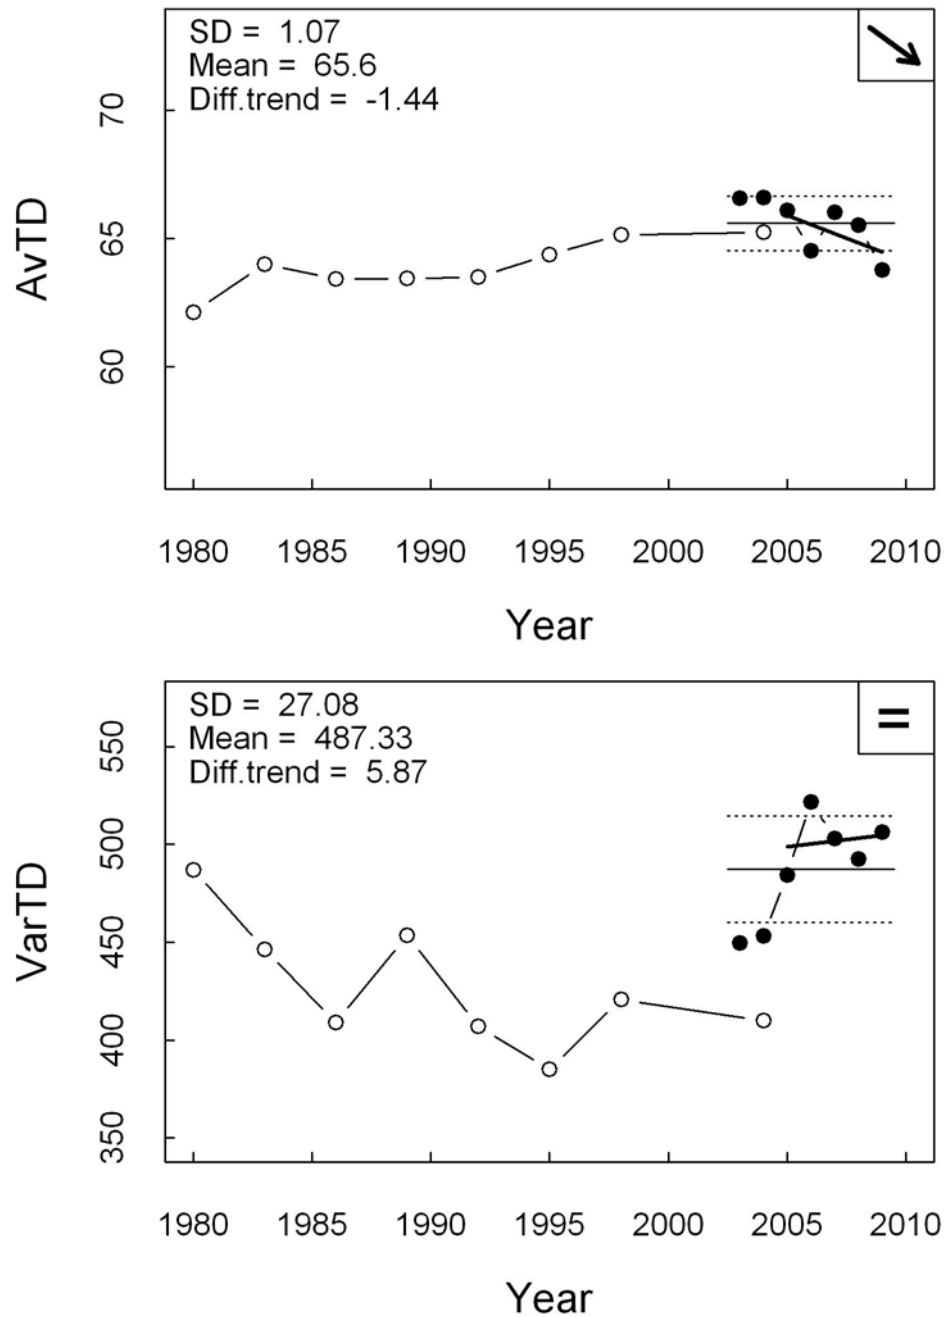 SD = 1.07
Mean = 65.6
Diff.trend = -1.44
AvTD
70
65
60
1980 1985 1990 1995 2000 2005 2010
Year
SD = 27.08
Mean = 487.33
Diff.trend = 5.87
=
VarTD
550
500
450
400
350
1980 1985 1990 1995 2000 2005 2010
Year